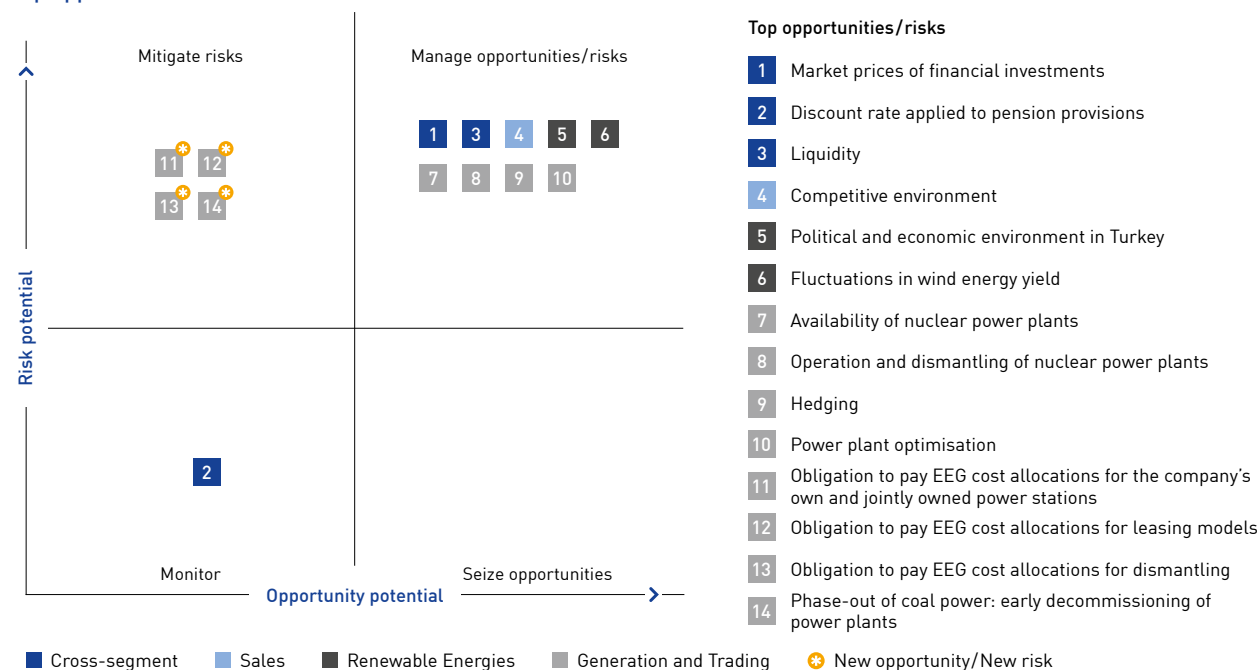 Mitigate risks
Manage opportunities/risks
1
3
4
5
6
11
12
7
8
9
10
13
14
Risk potential
2
Monitor
Seize opportunities
Opportunity potential
Top opportunities/risks
1 Market prices of financial investments
2 Discount rate applied to pension provisions
3 Liquidity
4 Competitive environment
5 Political and economic environment in Turkey
6 Fluctuations in wind energy yield
7 Availability of nuclear power plants
8 Operation and dismantling of nuclear power plants
9 Hedging
10 Power plant optimisation
11 Obligation to pay EEG cost allocations for the company's
own and jointly owned power stations
12 Obligation to pay EEG cost allocations for leasing models
13 Obligation to pay EEG cost allocations for dismantling
14 Phase-out of coal power: early decommissioning of
power plants
Cross-segment
Sales
Renewable Energies
Generation and Trading
New opportunity/New risk